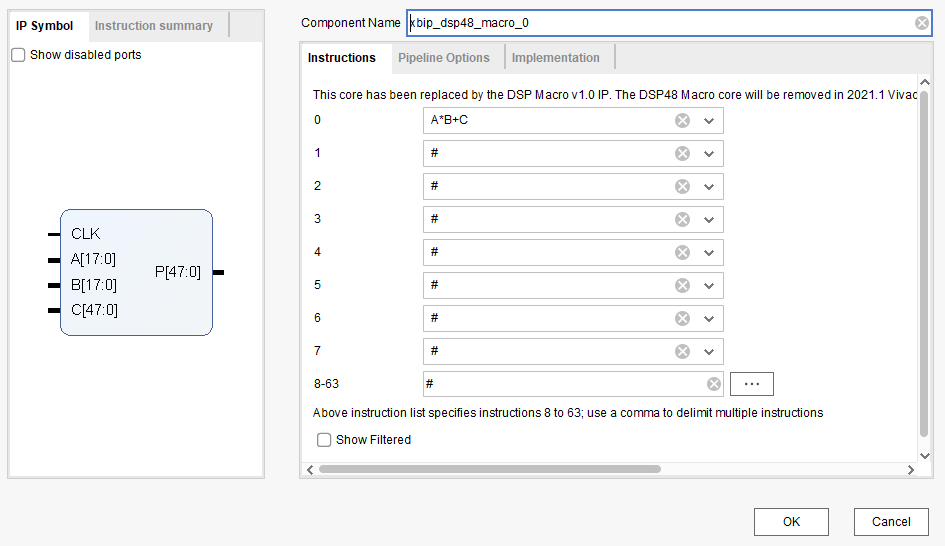 IP Symbol
Instruction summary
Show disabled ports
CLK
A[17:0]
B[17:0]
C[47:0]
P[47:0]
Component Name xbip_dsp48_macro_0
Instructions
Pipeline Options
Implementation
This core has been replaced by the DSP Macro v1.0 IP. The DSP48 Macro core will be removed in 2021.1 Vivac
0 A*B+C
1 #
2 #
3 #
4 #
5 #
6 #
7 #
8-63 # ...
Above instruction list specifies instructions 8 to 63; use a comma to delimit multiple instructions
Show Filtered
OK
Cancel